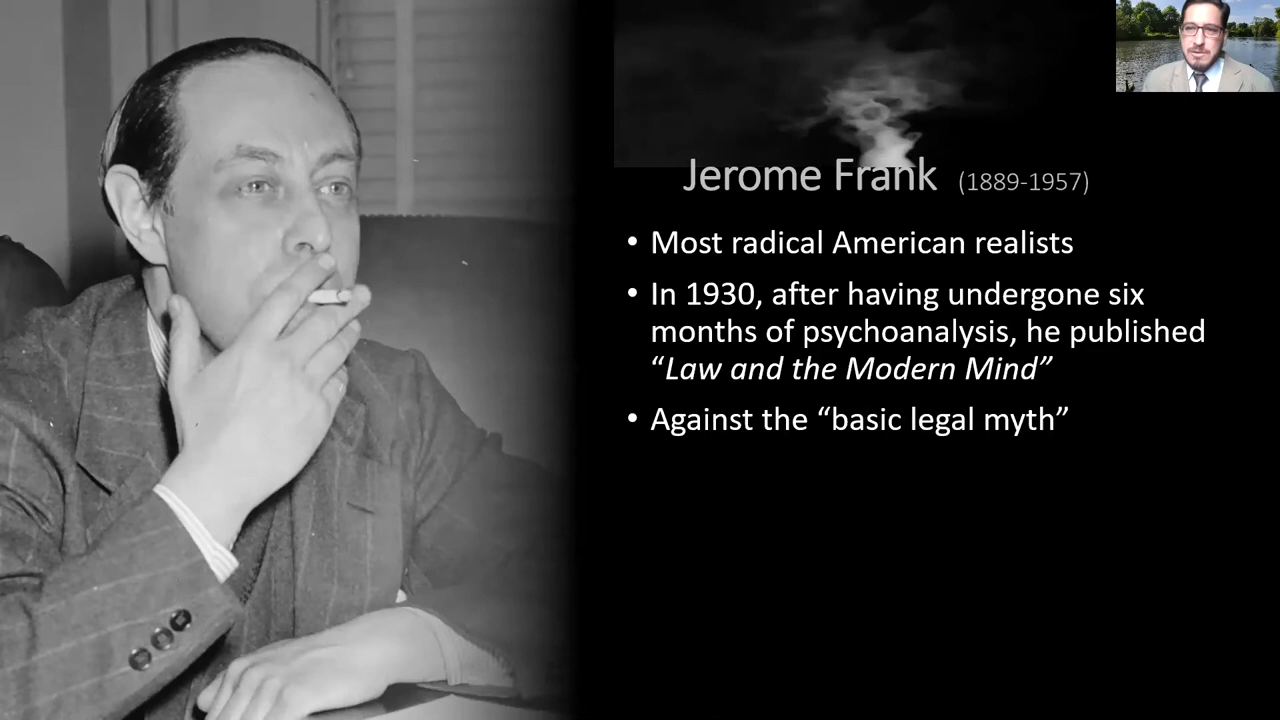 Jerome Frank (1889-1957)
• Most radical American realists
• In 1930, after having undergone six
months of psychoanalysis, he published
“Law and the Modern Mind”
• Against the “basic legal myth”